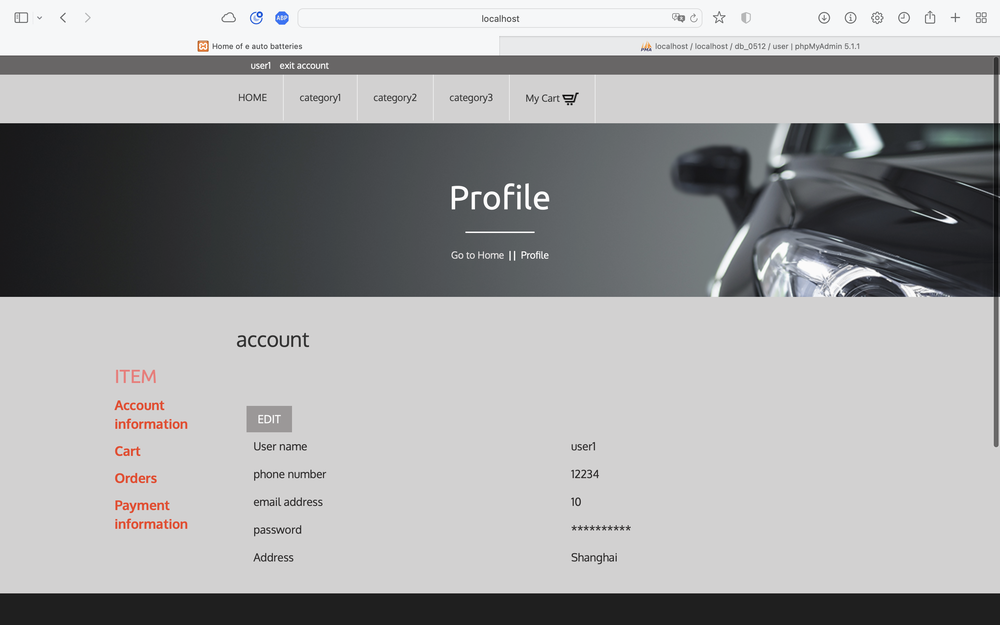 ABP
localhost
Home of e auto batteries
localhost / localhost / db_0512 / user | phpMyAdmin 5.1.1
user1 exit account
HOME category1 category2 category3 My Cart
Profile
Go to Home || Profile
account
ITEM
Account
information
Cart
Orders
Payment
information
EDIT
User name user1
phone number 12234
email address 10
password **********
Address Shanghai